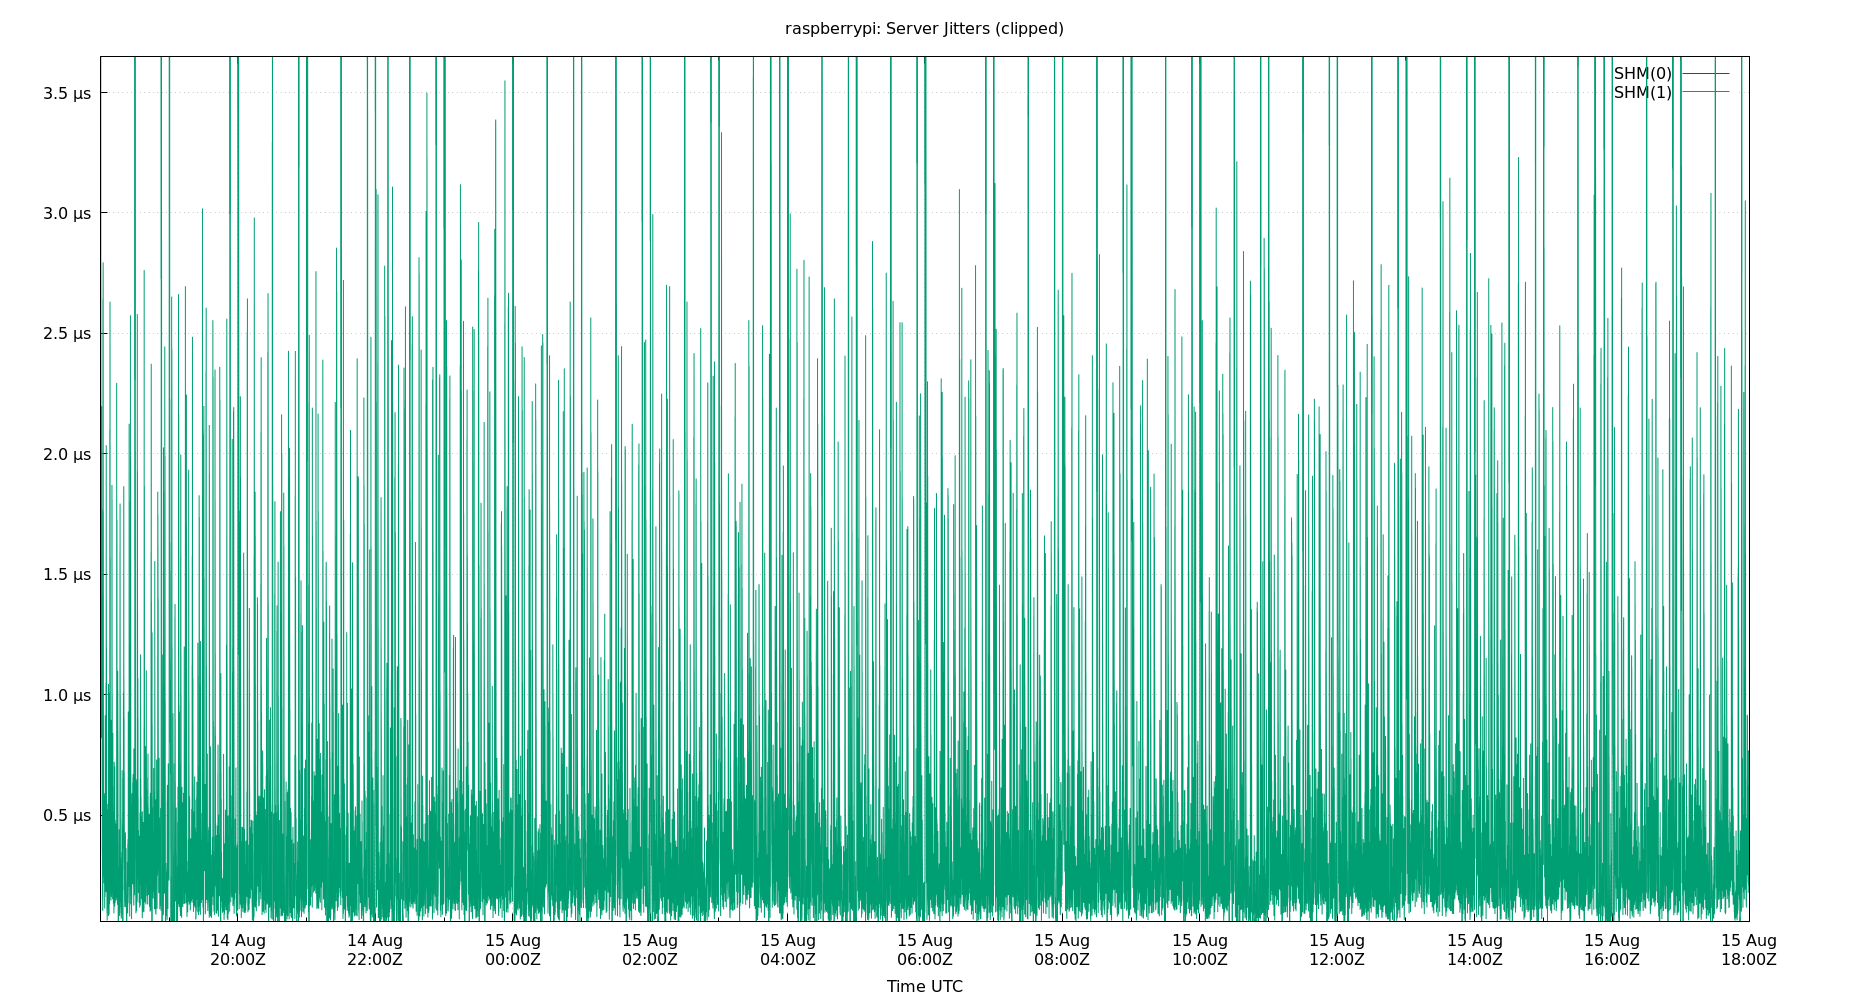 raspberrypi: Server Jitters (clipped)
SHM(0)
SHM(1)
3.5 µs
3.0 µs
2.5 µs
2.0 µs
1.5 µs
1.0 µs
0.5 µs
14 Aug 14 Aug 15 Aug 15 Aug 15 Aug 15 Aug 15 Aug 15 Aug 15 Aug 15 Aug 15 Aug 15 Aug
20:00Z 22:00Z 00:00Z 02:00Z 04:00Z 06:00Z 08:00Z 10:00Z 12:00Z 14:00Z 16:00Z 18:00Z
Time UTC